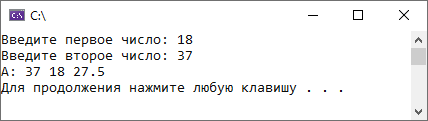 C:\
Введите первое число: 18
Введите второе число: 37
A: 37 18 27.5
Для продолжения нажмите любую клавишу . . .